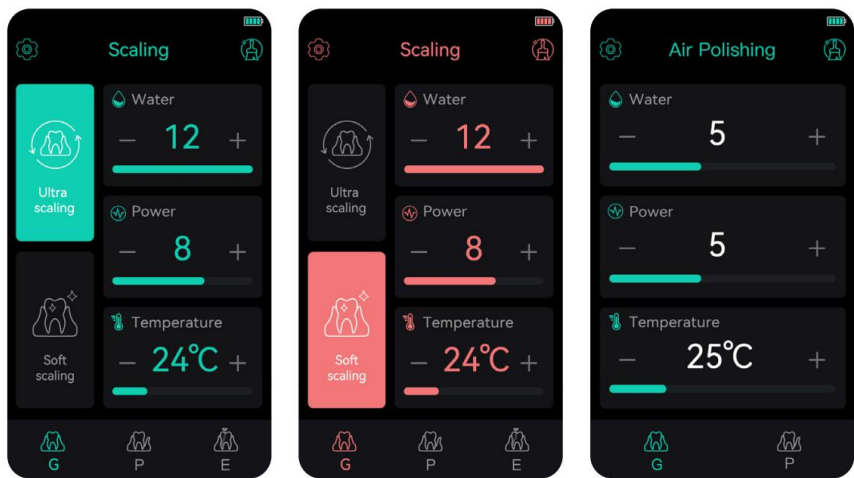 Scaling
Ultra
scaling
Soft
scaling
Water
— 12 +
Power
— 8 +
Temperature
— 24°C +
G P E
Scaling
Ultra
scaling
Soft
scaling
Water
— 12 +
Power
— 8 +
Temperature
— 24°C +
G P E
Air Polishing
Water
— 5 +
Power
— 5 +
Temperature
— 25°C +
G P